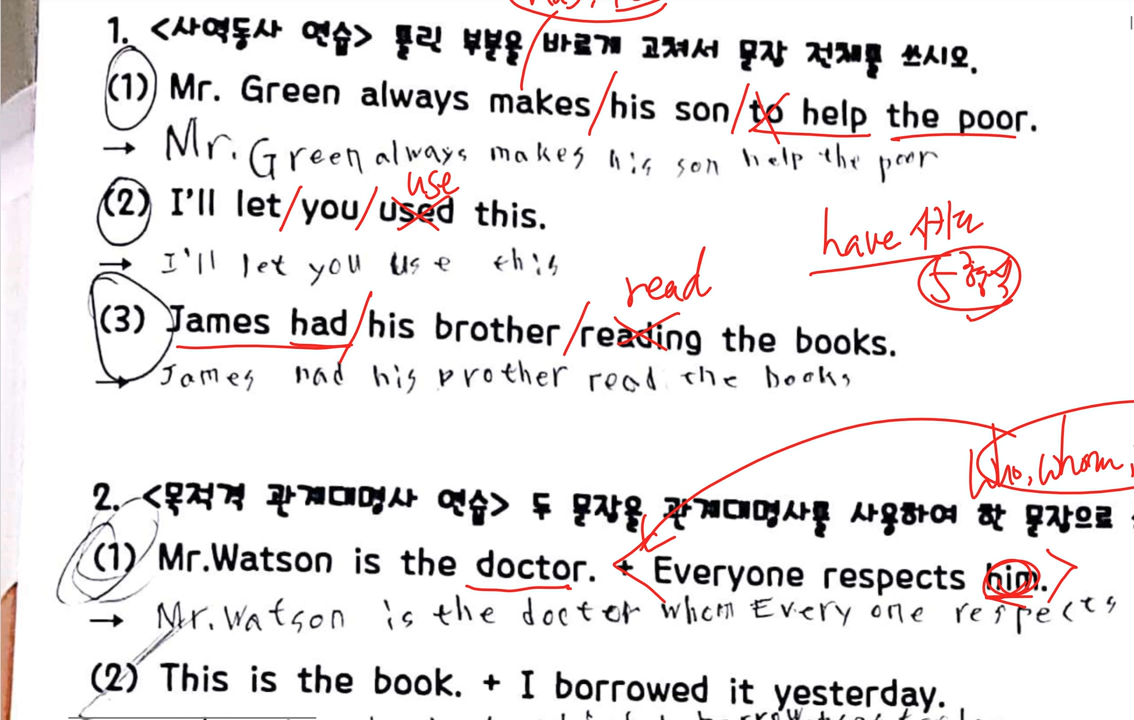 1. <사역동사 연습> 틀린 부분을 바르게 고쳐서 문장 전체를 쓰시오.
(1) Mr. Green always makes/his son/to help the poor.
→ Mr. Green always makes his son help the poor
use
(2) I'll let/you/used this.
→ I'll let you use this
have 사역
5형식
read
(3) James had/his brother/reading the books.
→ James had his brother read the books
who, whom,
2. <목적격 관계대명사 연습> 두 문장을 관계대명사를 사용하여 한 문장으로
(1) Mr.Watson is the doctor. + Everyone respects him.
→ Mr. Watson is the doctor whom Every one respects
(2) This is the book. + I borrowed it yesterday.